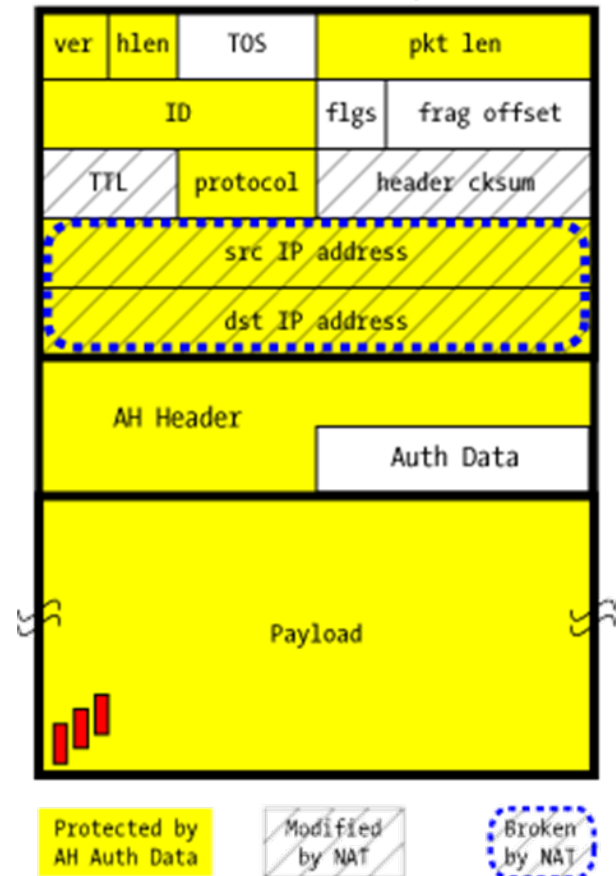 ver hlen TOS pkt len
ID flgs frag offset
TTL protocol header cksum
src IP address
dst IP address
AH Header
Auth Data
Payload
Protected by AH Auth Data
Modified by NAT
Broken by NAT